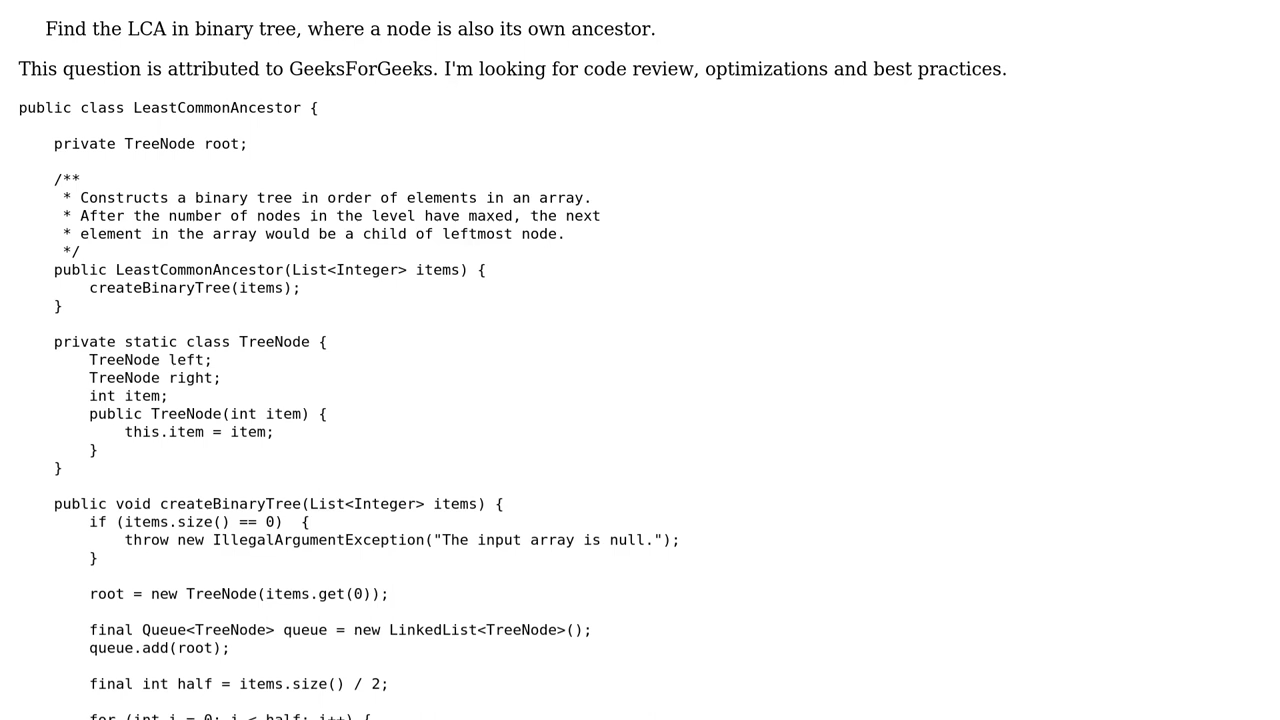 Find the LCA in binary tree, where a node is also its own ancestor.
This question is attributed to GeeksForGeeks. I'm looking for code review, optimizations and best practices.
public class LeastCommonAncestor {
    private TreeNode root;
    /**
     * Constructs a binary tree in order of elements in an array.
     * After the number of nodes in the level have maxed, the next
     * element in the array would be a child of leftmost node.
     */
    public LeastCommonAncestor(List<Integer> items) {
        createBinaryTree(items);
    }
    private static class TreeNode {
        TreeNode left;
        TreeNode right;
        int item;
        public TreeNode(int item) {
            this.item = item;
        }
    }
    public void createBinaryTree(List<Integer> items) {
        if (items.size() == 0)  {
            throw new IllegalArgumentException("The input array is null.");
        }
        root = new TreeNode(items.get(0));
        final Queue<TreeNode> queue = new LinkedList<TreeNode>();
        queue.add(root);
        final int half = items.size() / 2;
        for (int i = 0; i < half; i++) {